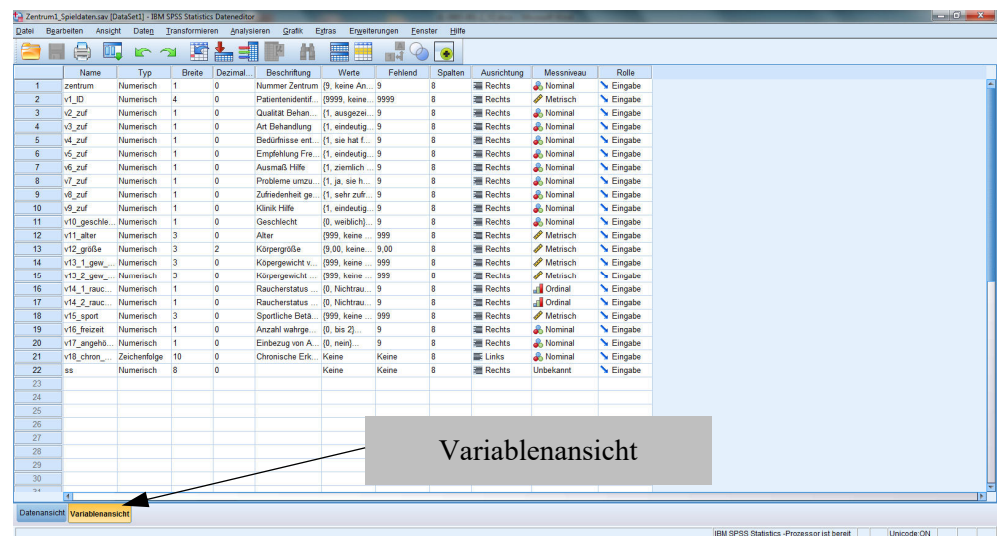 Zentrum1_Spieldaten.sav [DataSet1] - IBM SPSS Statistics Dateneditor
Datei Bearbeiten Ansicht Daten Transformieren Analysieren Grafik Extras Erweiterungen Fenster Hilfe
Name Typ Breite Dezimal... Beschriftung Werte Fehlend Spalten Ausrichtung Messniveau Rolle
1 zentrum Numerisch 1 0 Nummer Zentrum {9, keine An... 9 8 Rechts Nominal Eingabe
2 v1_ID Numerisch 4 0 Patientenidentif... {9999, keine... 9999 8 Rechts Metrisch Eingabe
3 v2_zuf Numerisch 1 0 Qualität Behan... {1, ausgezei... 9 8 Rechts Nominal Eingabe
4 v3_zuf Numerisch 1 0 Art Behandlung {1, eindeutig... 9 8 Rechts Nominal Eingabe
5 v4_zuf Numerisch 1 0 Bedürfnisse ent... {1, sie hat f... 9 8 Rechts Nominal Eingabe
6 v5_zuf Numerisch 1 0 Empfehlung Fre... {1, eindeutig... 9 8 Rechts Nominal Eingabe
7 v6_zuf Numerisch 1 0 Ausmaß Hilfe {1, ziemlich ... 9 8 Rechts Nominal Eingabe
8 v7_zuf Numerisch 1 0 Probleme umzu... {1, ja, sie h... 9 8 Rechts Nominal Eingabe
9 v8_zuf Numerisch 1 0 Zufriedenheit ge... {1, sehr zufr... 9 8 Rechts Nominal Eingabe
10 v9_zuf Numerisch 1 0 Klinik Hilfe {1, eindeutig... 9 8 Rechts Nominal Eingabe
11 v10_geschle... Numerisch 1 0 Geschlecht {0, weiblich}... 9 8 Rechts Nominal Eingabe
12 v11_alter Numerisch 3 0 Alter {999, keine ... 999 8 Rechts Metrisch Eingabe
13 v12_größe Numerisch 3 2 Körpergröße {9,00, keine... 9,00 8 Rechts Metrisch Eingabe
14 v13_1_gew_... Numerisch 3 0 Köpergewicht v... {999, keine ... 999 8 Rechts Metrisch Eingabe
15 v13_2_gew_... Numerisch 3 0 Körpergewicht ... {999, keine ... 999 8 Rechts Metrisch Eingabe
16 v14_1_rauc... Numerisch 1 0 Raucherstatus ... {0, Nichtrau... 9 8 Rechts Ordinal Eingabe
17 v14_2_rauc... Numerisch 1 0 Raucherstatus ... {0, Nichtrau... 9 8 Rechts Ordinal Eingabe
18 v15_sport Numerisch 3 0 Sportliche Betä... {999, keine ... 999 8 Rechts Metrisch Eingabe
19 v16_freizeit Numerisch 1 0 Anzahl wahrge... {0, bis 2}... 9 8 Rechts Nominal Eingabe
20 v17_angehö... Numerisch 1 0 Einbezug von A... {0, nein}... 9 8 Rechts Nominal Eingabe
21 v18_chron_... Zeichenfolge 10 0 Chronische Erk... Keine Keine 8 Links Nominal Eingabe
22 ss Numerisch 8 0 Keine Keine 8 Rechts Unbekannt Eingabe
23
24
25
26
27
28
29
30
31
Variablenansicht
Datenansicht Variablenansicht
IBM SPSS Statistics -Prozessor ist bereit Unicode:ON